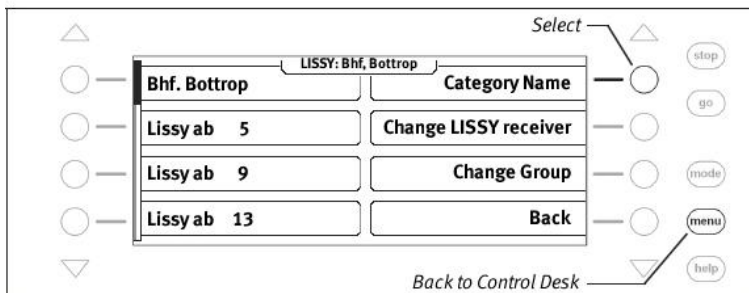 Select
stop
LISSY: Bhf, Bottrop
Bhf. Bottrop
Category Name
go
Lissy ab 5
Change LISSY receiver
Lissy ab 9
Change Group
mode
Lissy ab 13
Back
menu
help
Back to Control Desk